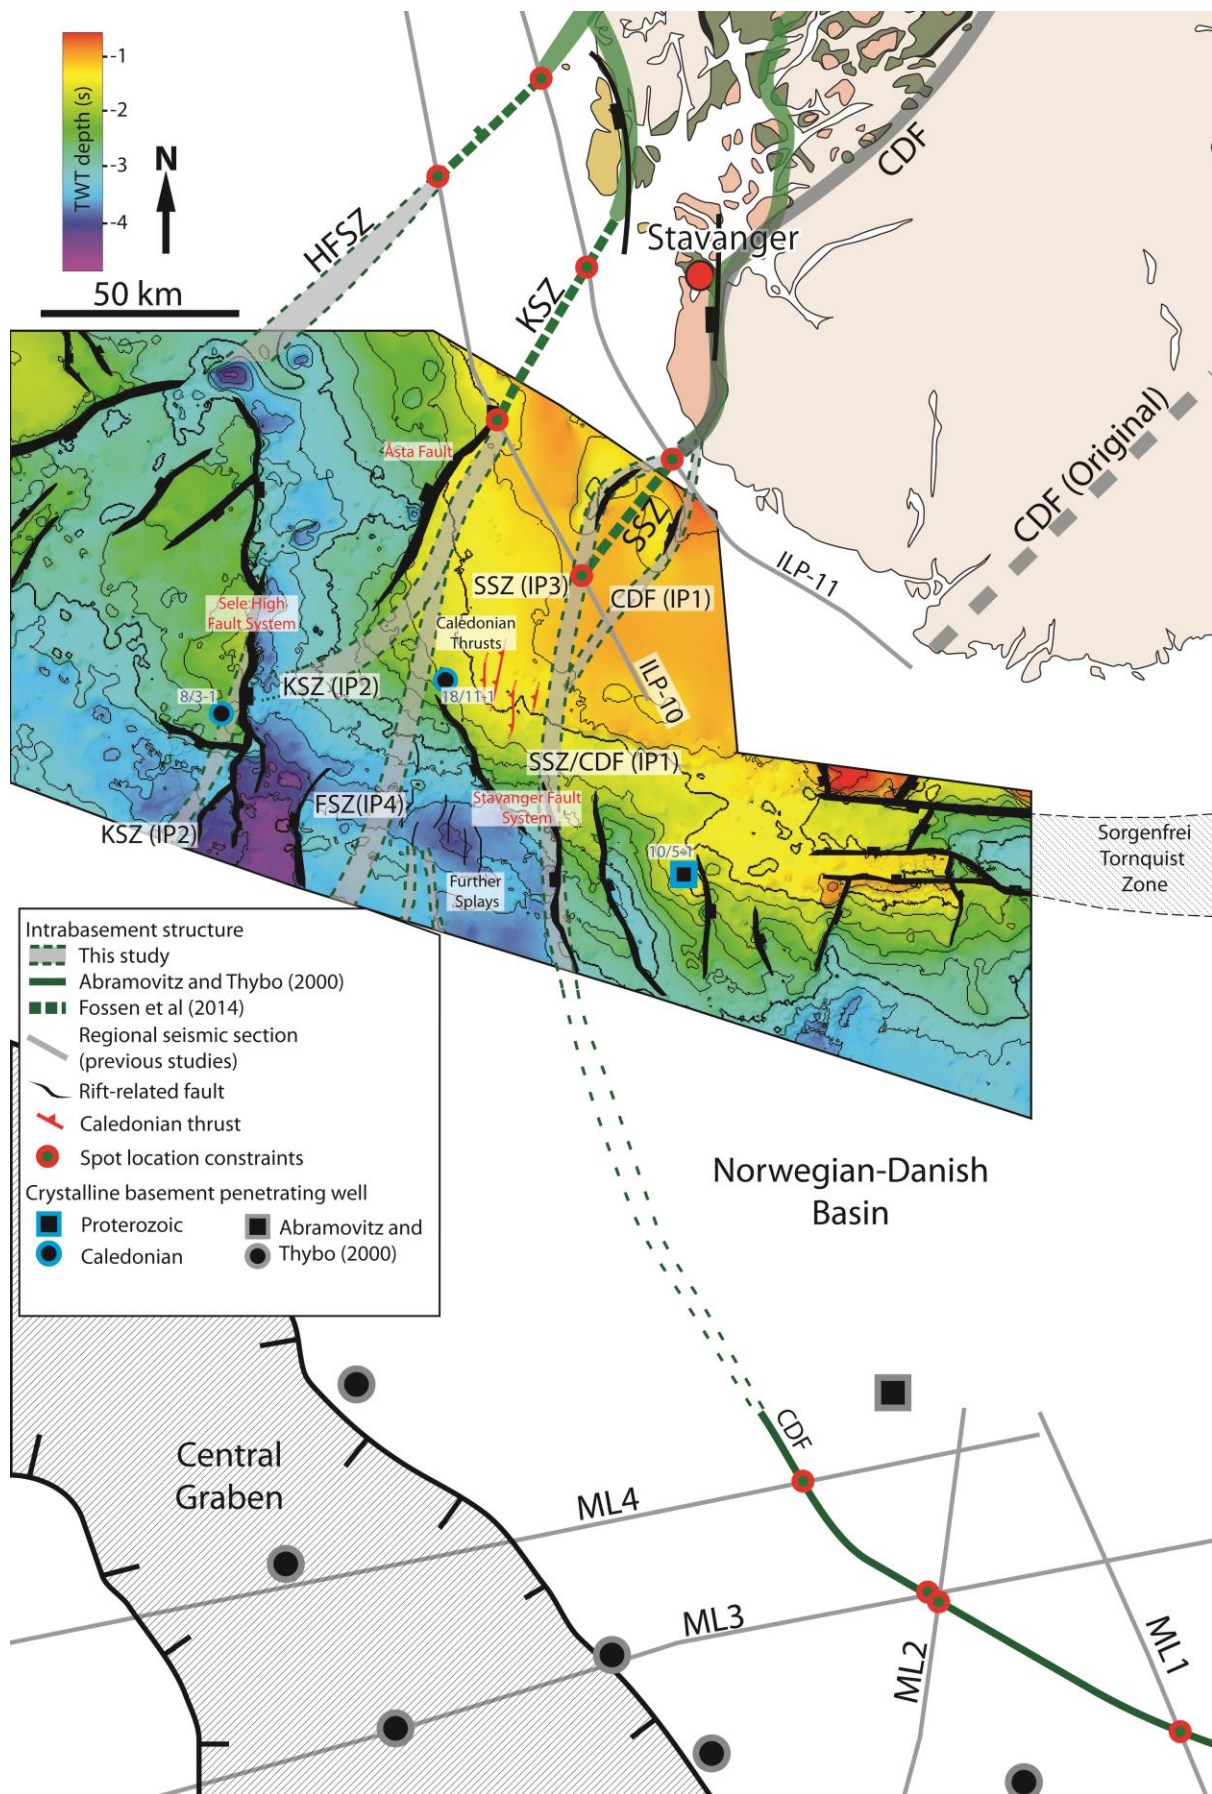 -1
-2
-3
-4
TWT depth (s)
N
50 km
HFSZ
KSZ
Stavanger
CDF
CDF (Original)
Åsta Fault
SSZ
ILP-11
SSZ (IP3)
CDF (IP1)
Sele High
Fault System
Caledonian
Thrusts
KSZ (IP2)
8/3-1
18/11-1
ILP-10
SSZ/CDF (IP1)
FSZ(IP4)
Stavanger Fault
System
KSZ (IP2)
10/5-1
Further
Splays
Sorgenfrei
Tornquist
Zone
Intrabasement structure
This study
Abramovitz and Thybo (2000)
Fossen et al (2014)
Regional seismic section
(previous studies)
Rift-related fault
Caledonian thrust
Spot location constraints
Crystalline basement penetrating well
Proterozoic
Caledonian
Abramovitz and
Thybo (2000)
Norwegian-Danish
Basin
CDF
Central
Graben
ML4
ML3
ML2
ML1